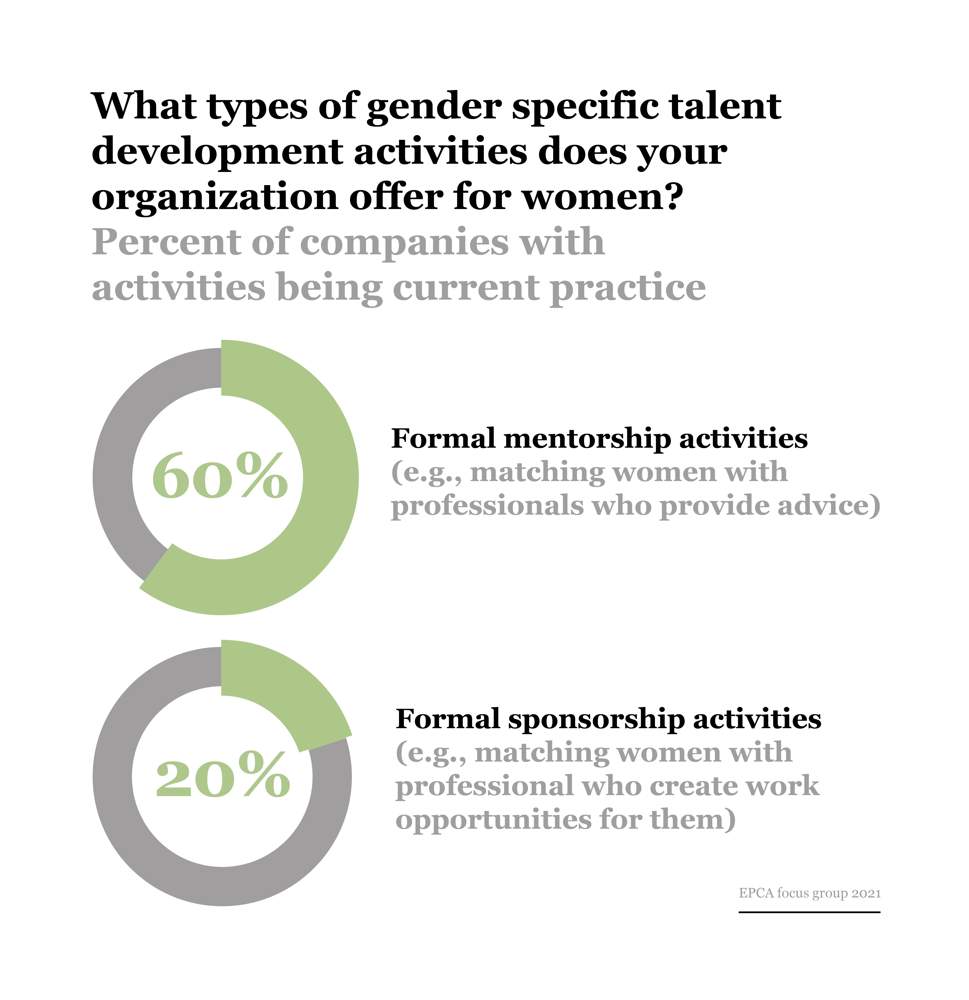 What types of gender specific talent
development activities does your
organization offer for women?
Percent of companies with
activities being current practice
60%
Formal mentorship activities
(e.g., matching women with
professionals who provide advice)
20%
Formal sponsorship activities
(e.g., matching women with
professional who create work
opportunities for them)
EPCA focus group 2021